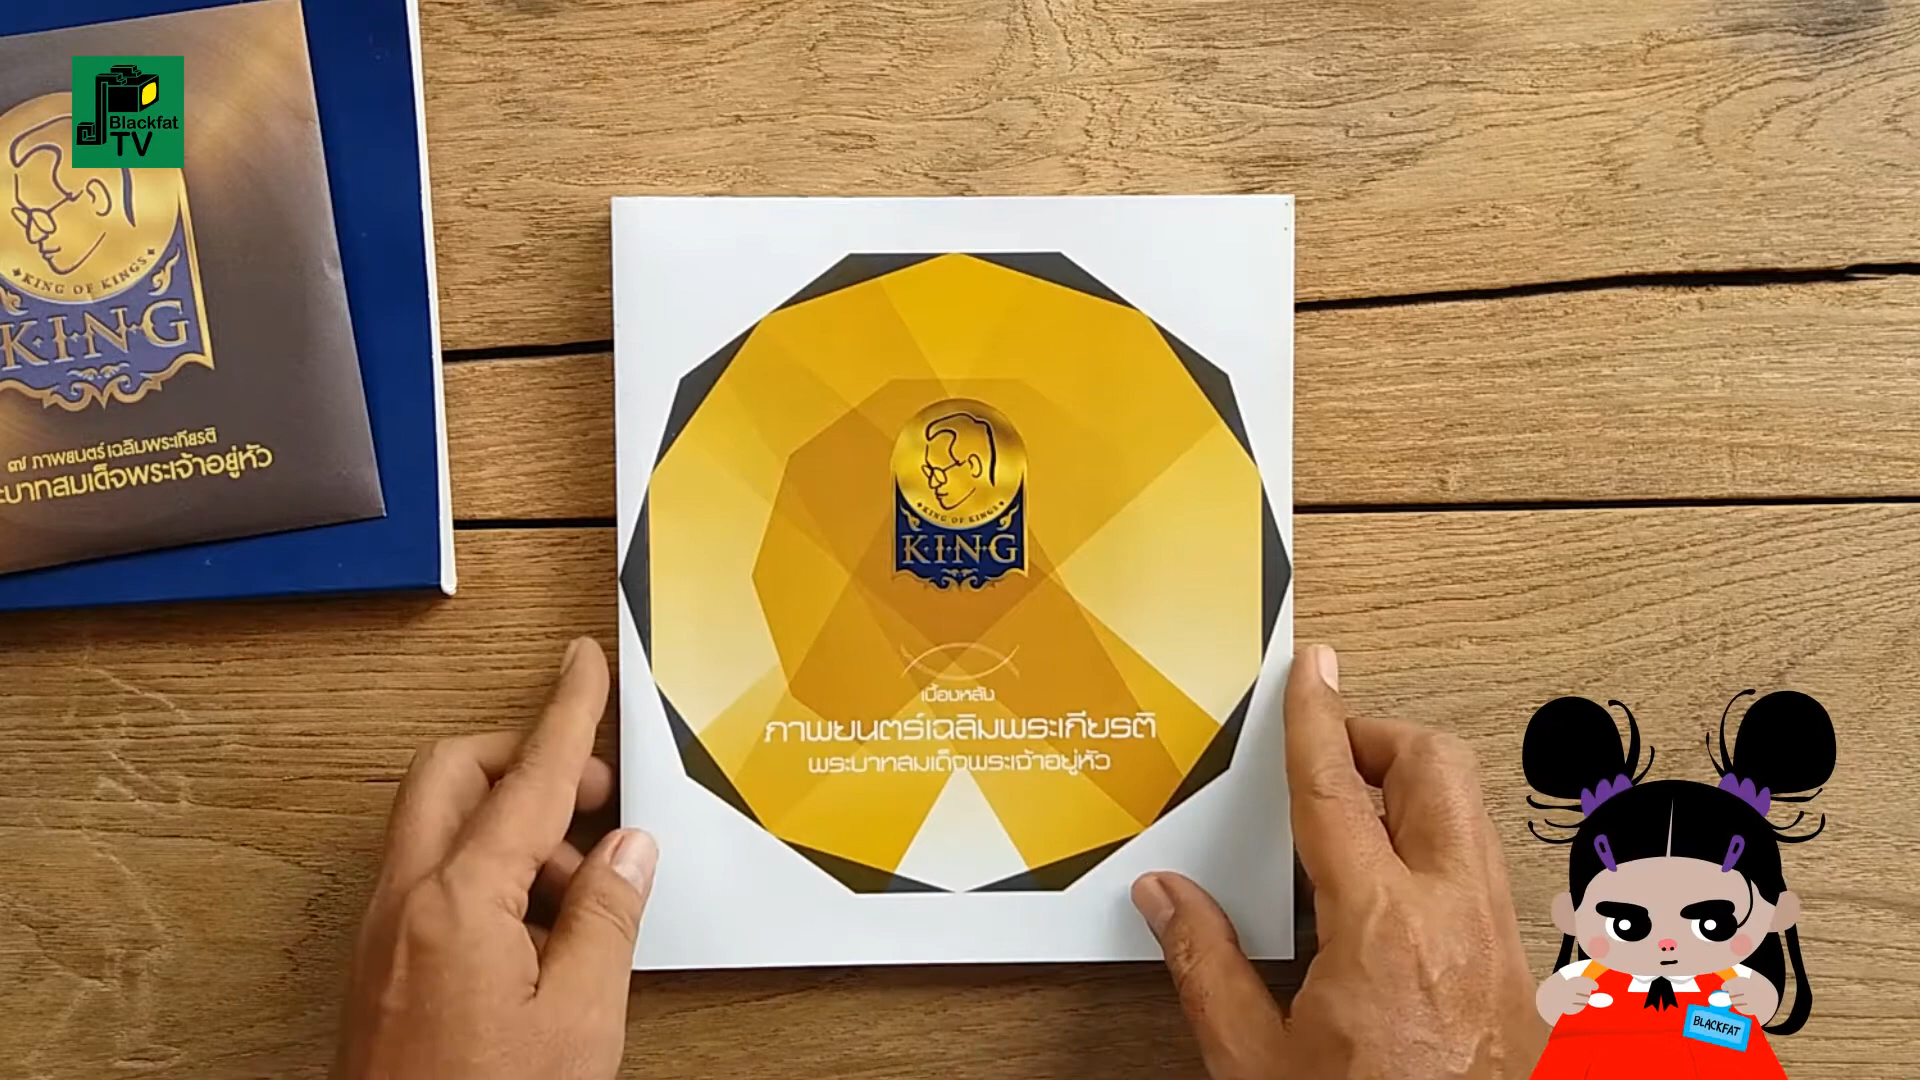 Blackfat
TV
KING OF KINGS
KING
๗ ภาพยนตร์เฉลิมพระเกียรติ
ะบาทสมเด็จพระเจ้าอยู่หัว
KING OF KINGS
KING
เบื้องหลัง
ภาพยนตร์เฉลิมพระเกียรติ
พระบาทสมเด็จพระเจ้าอยู่หัว
BLACKFAT